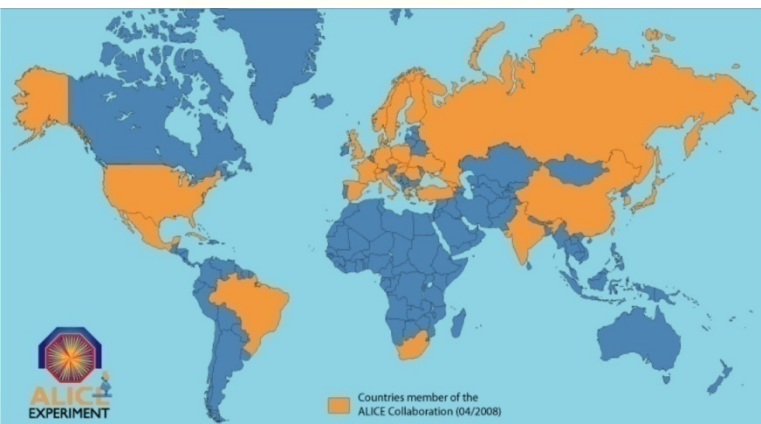 ALICE
EXPERIMENT
Countries member of the
ALICE Collaboration (04/2008)